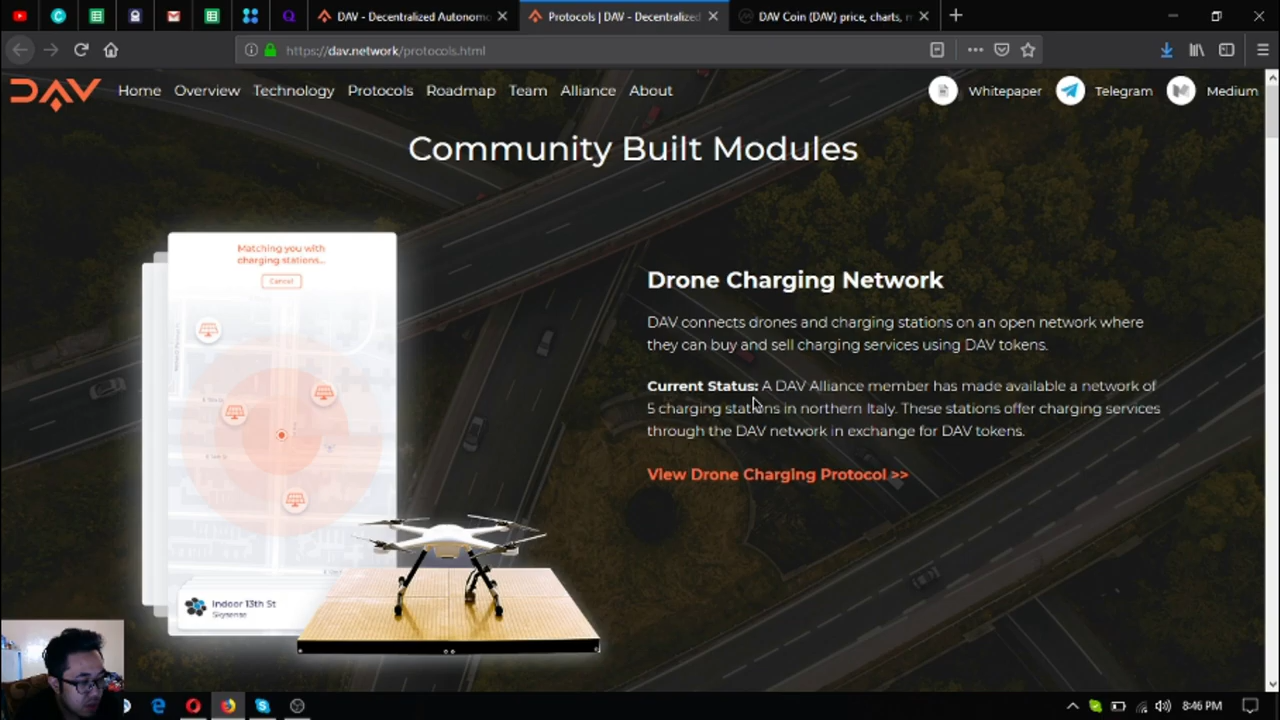 DAV - Decentralized Autonomo
Protocols | DAV - Decentralized
DAV Coin (DAV) price, charts,
https://dav.network/protocols.html
DAV
Home
Overview
Technology
Protocols
Roadmap
Team
Alliance
About
Whitepaper
Telegram
Medium
Community Built Modules
Matching you with
charging stations...
Cancel
Indoor 13th St
Skysense
Drone Charging Network
DAV connects drones and charging stations on an open network where
they can buy and sell charging services using DAV tokens.
Current Status: A DAV Alliance member has made available a network of
5 charging stations in northern Italy. These stations offer charging services
through the DAV network in exchange for DAV tokens.
View Drone Charging Protocol >>
8:46 PM